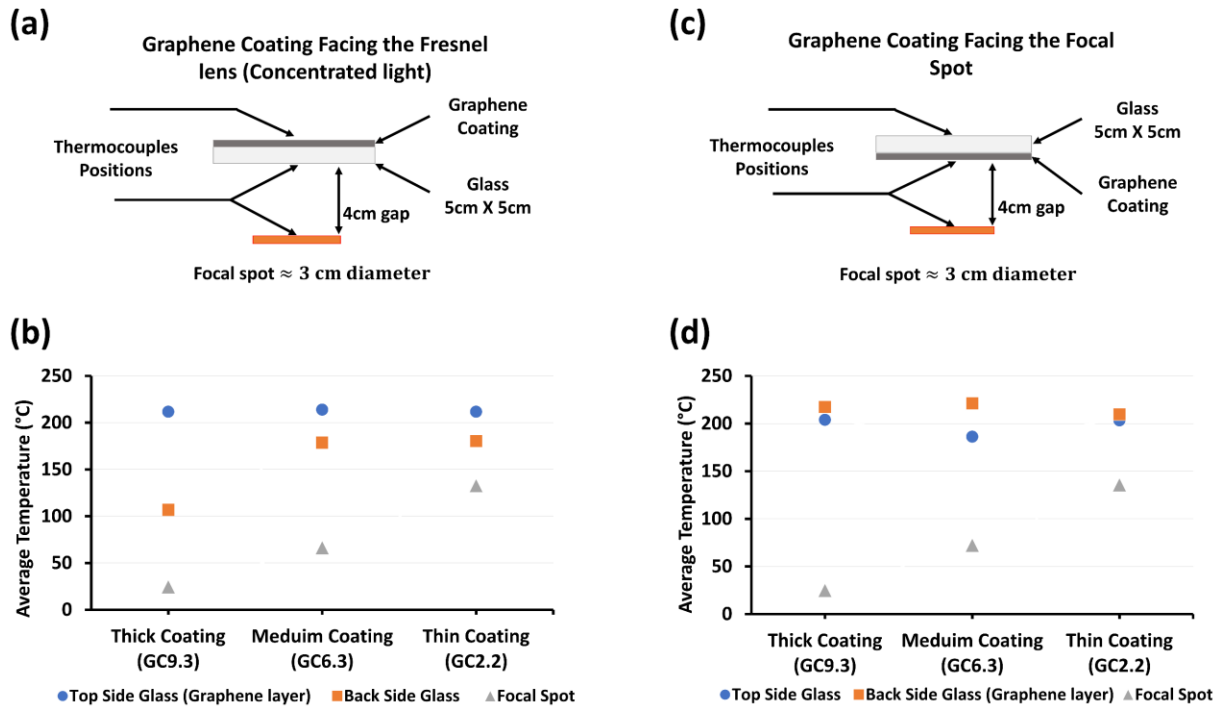 (a)
Graphene Coating Facing the Fresnel
lens (Concentrated light)
Graphene
Coating
Thermocouples
Positions
Glass
5cm X 5cm
4cm gap
Focal spot ≈ 3 cm diameter
(c)
Graphene Coating Facing the Focal
Spot
Glass
5cm X 5cm
Thermocouples
Positions
Graphene
Coating
4cm gap
Focal spot ≈ 3 cm diameter
(b)
Average Temperature (°C)
250
200
150
100
50
0
Thick Coating
(GC9.3)
Meduim Coating
(GC6.3)
Thin Coating
(GC2.2)
Top Side Glass (Graphene layer)
Back Side Glass
Focal Spot
(d)
Average Temperature (°C)
250
200
150
100
50
0
Thick Coating
(GC9.3)
Meduim Coating
(GC6.3)
Thin Coating
(GC2.2)
Top Side Glass
Back Side Glass (Graphene layer)
Focal Spot